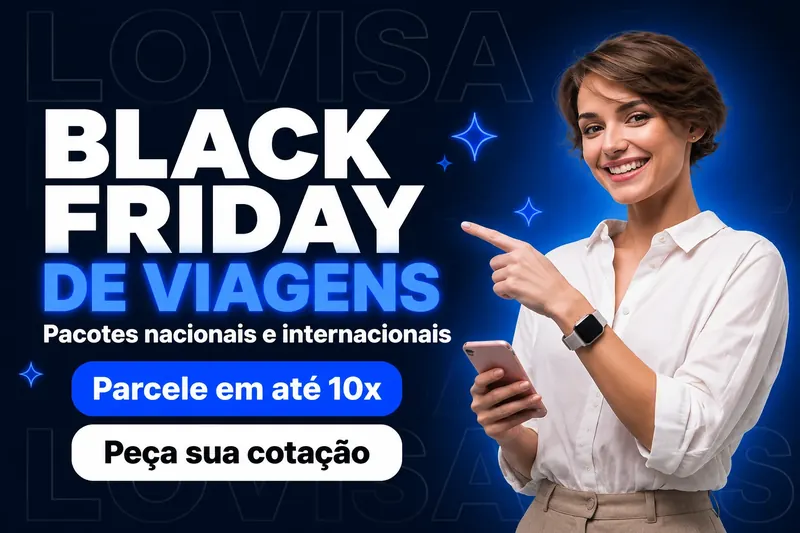 LOVISA
BLACK
FRIDAY
DE VIAGENS
Pacotes nacionais e internacionais
Parcele em até 10x
Peça sua cotação
LOVISA